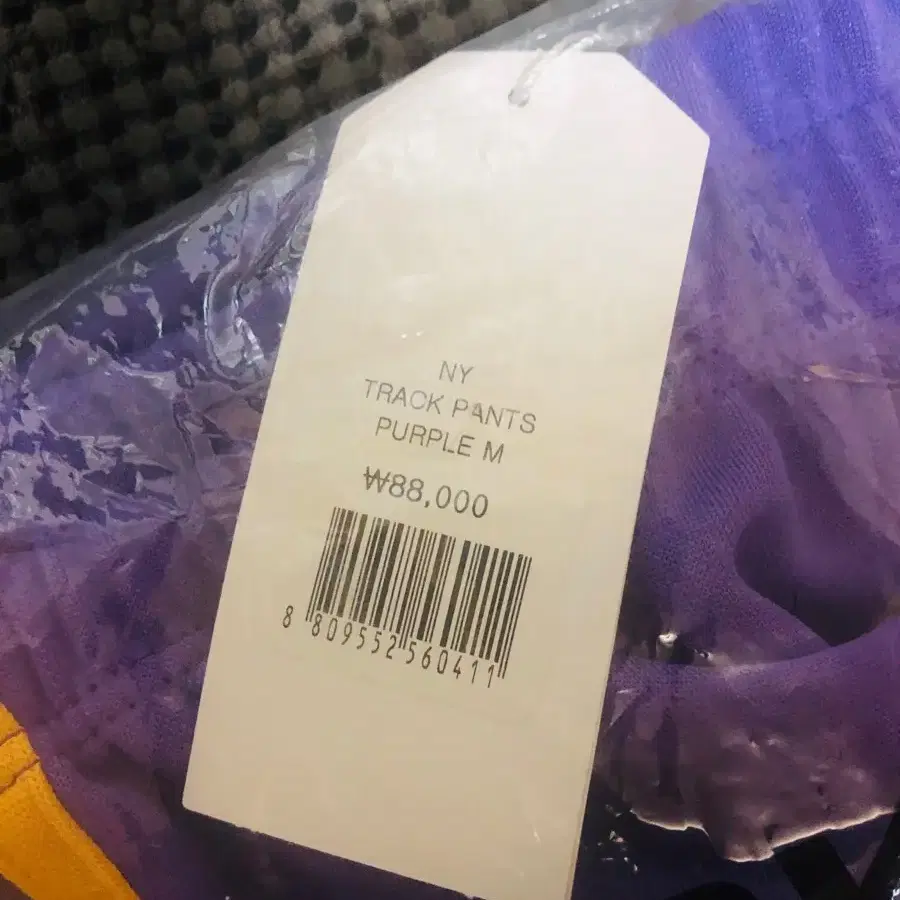 NY
TRACK PANTS
PURPLE M
₩88,000
8 809552 560411